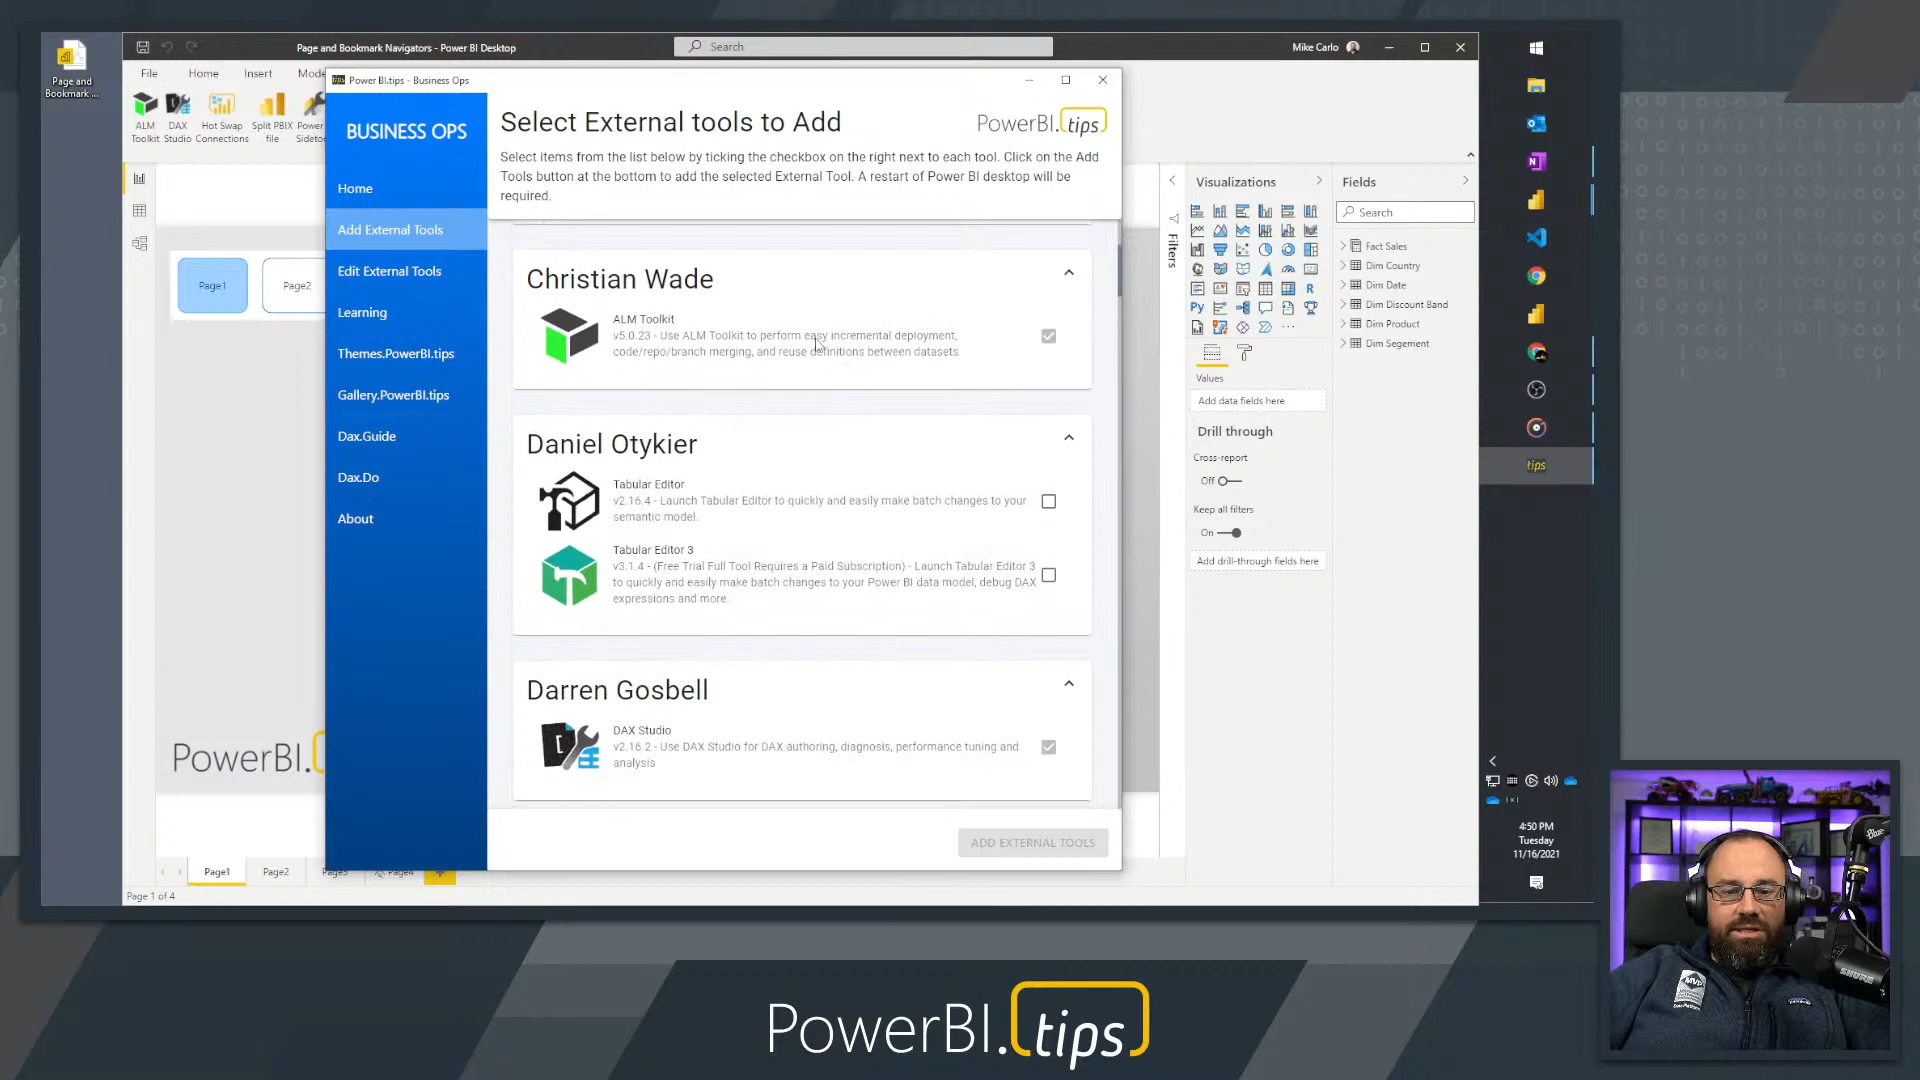 Page and Bookmark Navigators - Power BI Desktop
Search
Mike Carlo
Page and
Bookmark ...
File
Home
Insert
Mode
ALM
Toolkit
DAX
Studio
Hot Swap
Connections
Split PBIX
file
Power
Sideto
Power BI.tips - Business Ops
BUSINESS OPS
Home
Add External Tools
Edit External Tools
Learning
Themes.PowerBI.tips
Gallery.PowerBI.tips
Dax.Guide
Dax.Do
About
Select External tools to Add
PowerBI.tips
Select items from the list below by ticking the checkbox on the right next to each tool. Click on the Add
Tools button at the bottom to add the selected External Tool. A restart of Power BI desktop will be
required.
Christian Wade
ALM Toolkit
v5.0.23 - Use ALM Toolkit to perform easy incremental deployment,
code/repo/branch merging, and reuse definitions between datasets.
Daniel Otykier
Tabular Editor
v2.16.4 - Launch Tabular Editor to quickly and easily make batch changes to your
semantic model.
Tabular Editor 3
v3.1.4 - (Free Trial Full Tool Requires a Paid Subscription) - Launch Tabular Editor 3
to quickly and easily make batch changes to your Power BI data model, debug DAX
expressions and more.
Darren Gosbell
DAX Studio
v2.16.2 - Use DAX Studio for DAX authoring, diagnosis, performance tuning and
analysis
ADD EXTERNAL TOOLS
Page1
Page2
PowerBI.
Page1
Page2
Page3
Page4
Page 1 of 4
Filters
Visualizations
R
Py
Values
Add data fields here
Drill through
Cross-report
Off
Keep all filters
On
Add drill-through fields here
Fields
Search
Fact Sales
Dim Country
Dim Date
Dim Discount Band
Dim Product
Dim Segement
tips
4:50 PM
Tuesday
11/16/2021
Blue
SHURE
MVP
PowerBI.tips